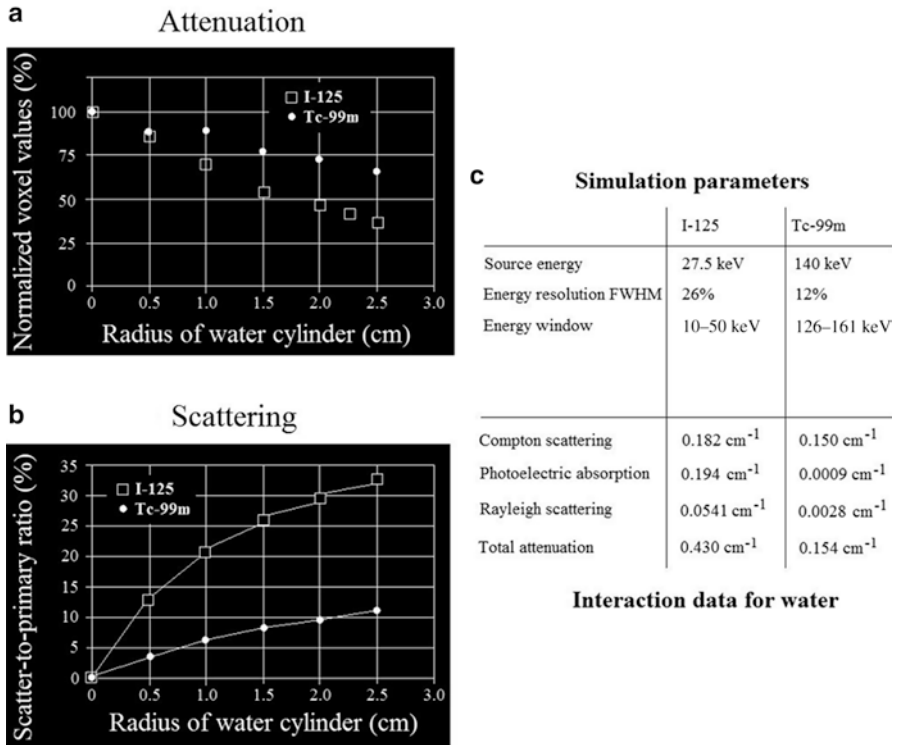 a
Attenuation
Normalized voxel values (%)
100
75
50
25
0
I-125
Tc-99m
0 0.5 1.0 1.5 2.0 2.5 3.0
Radius of water cylinder (cm)
b
Scattering
Scatter-to-primary ratio (%)
35
30
25
20
15
10
5
0
I-125
Tc-99m
0 0.5 1.0 1.5 2.0 2.5 3.0
Radius of water cylinder (cm)
c
Simulation parameters
I-125 Tc-99m
Source energy 27.5 keV 140 keV
Energy resolution FWHM 26% 12%
Energy window 10–50 keV 126–161 keV
Compton scattering 0.182 cm⁻¹ 0.150 cm⁻¹
Photoelectric absorption 0.194 cm⁻¹ 0.0009 cm⁻¹
Rayleigh scattering 0.0541 cm⁻¹ 0.0028 cm⁻¹
Total attenuation 0.430 cm⁻¹ 0.154 cm⁻¹
Interaction data for water